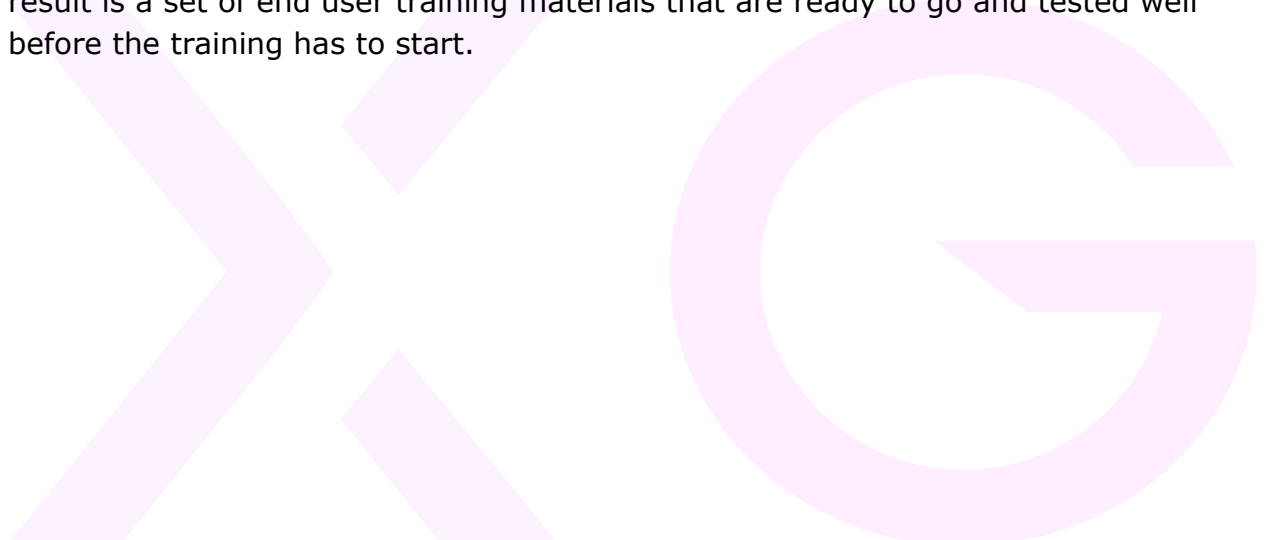 result is a set of end user training materials that are ready to go and tested well
before the training has to start.
XG